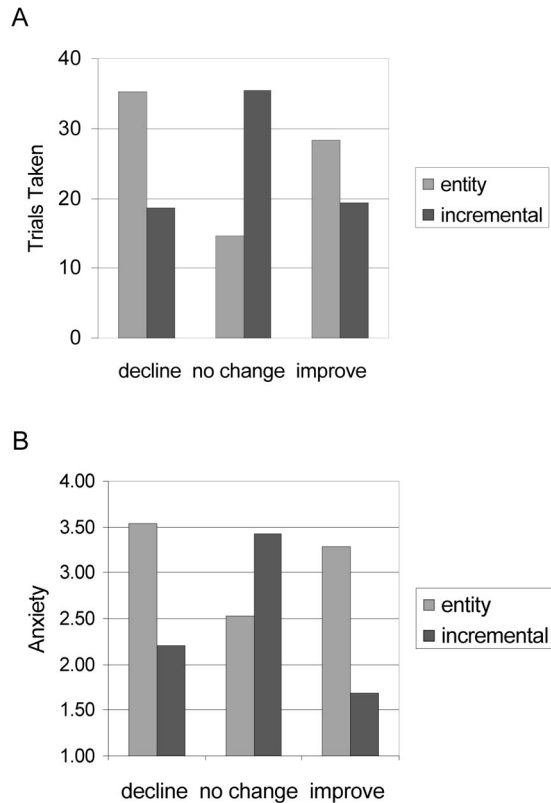 A
40
30
20
10
0
Trials Taken
decline no change improve
entity
incremental
B
4.00
3.50
3.00
2.50
2.00
1.50
1.00
Anxiety
decline no change improve
entity
incremental